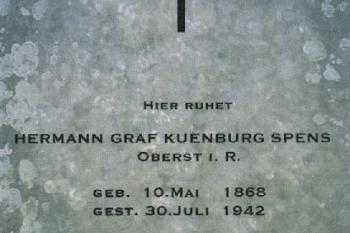 HIER RUHET
HERMANN GRAF KUENBURG SPENS
OBERST I. R.
GEB. 10. MAI 1868
GEST. 30. JULI 1942